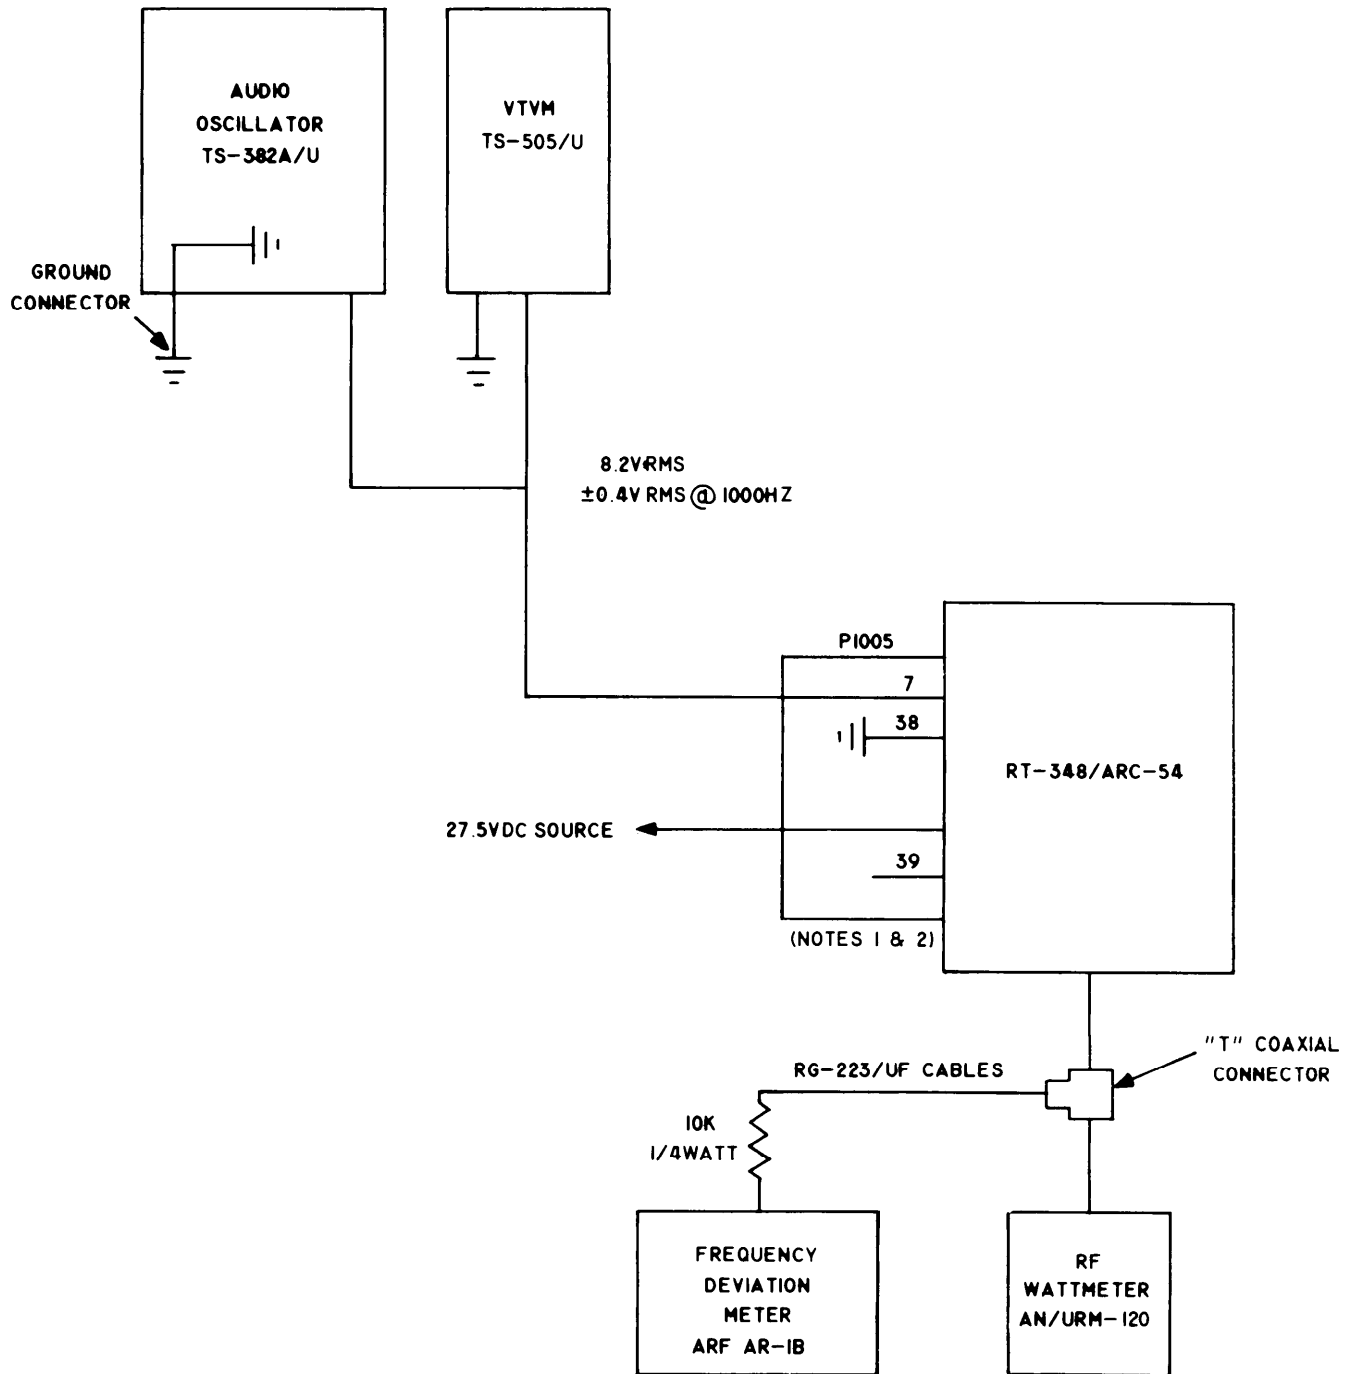 AUDIO
OSCILLATOR
TS-382A/U
VTVM
TS-505/U
GROUND
CONNECTOR
8.2V RMS
±0.4V RMS @ 1000HZ
P1005
7
38
RT-348/ARC-54
27.5VDC SOURCE
39
(NOTES 1 & 2)
"T" COAXIAL
CONNECTOR
RG-223/UF CABLES
10K
1/4WATT
FREQUENCY
DEVIATION
METER
ARF AR-1B
RF
WATTMETER
AN/URM-120